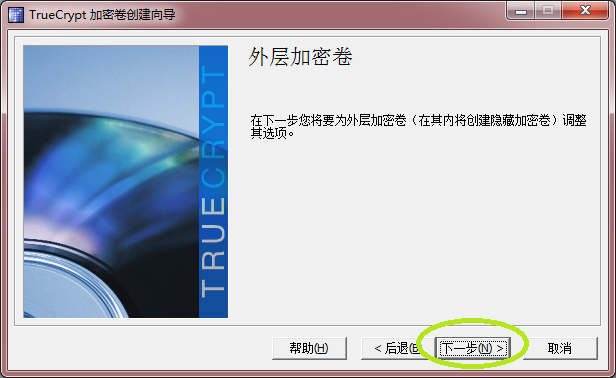 TrueCrypt 加密卷创建向导
外层加密卷
在下一步您将要为外层加密卷（在其内将创建隐藏加密卷）调整
其选项。
TRUECRYPT
帮助(H) < 后退(B 下一步(N) > 取消